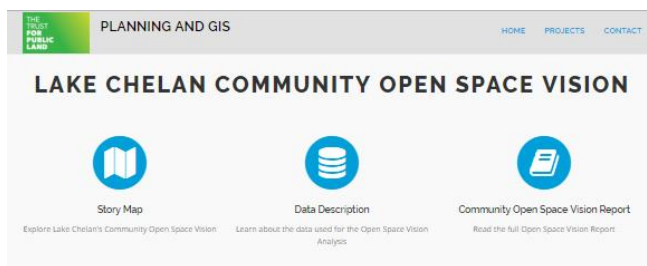 THE
TRUST
FOR
PUBLIC
LAND
PLANNING AND GIS
HOME PROJECTS CONTACT
LAKE CHELAN COMMUNITY OPEN SPACE VISION
Story Map
Explore Lake Chelan's Community Open Space Vision
Data Description
Learn about the data used for the Open Space Vision
Analysis
Community Open Space Vision Report
Read the full Open Space Vision Report